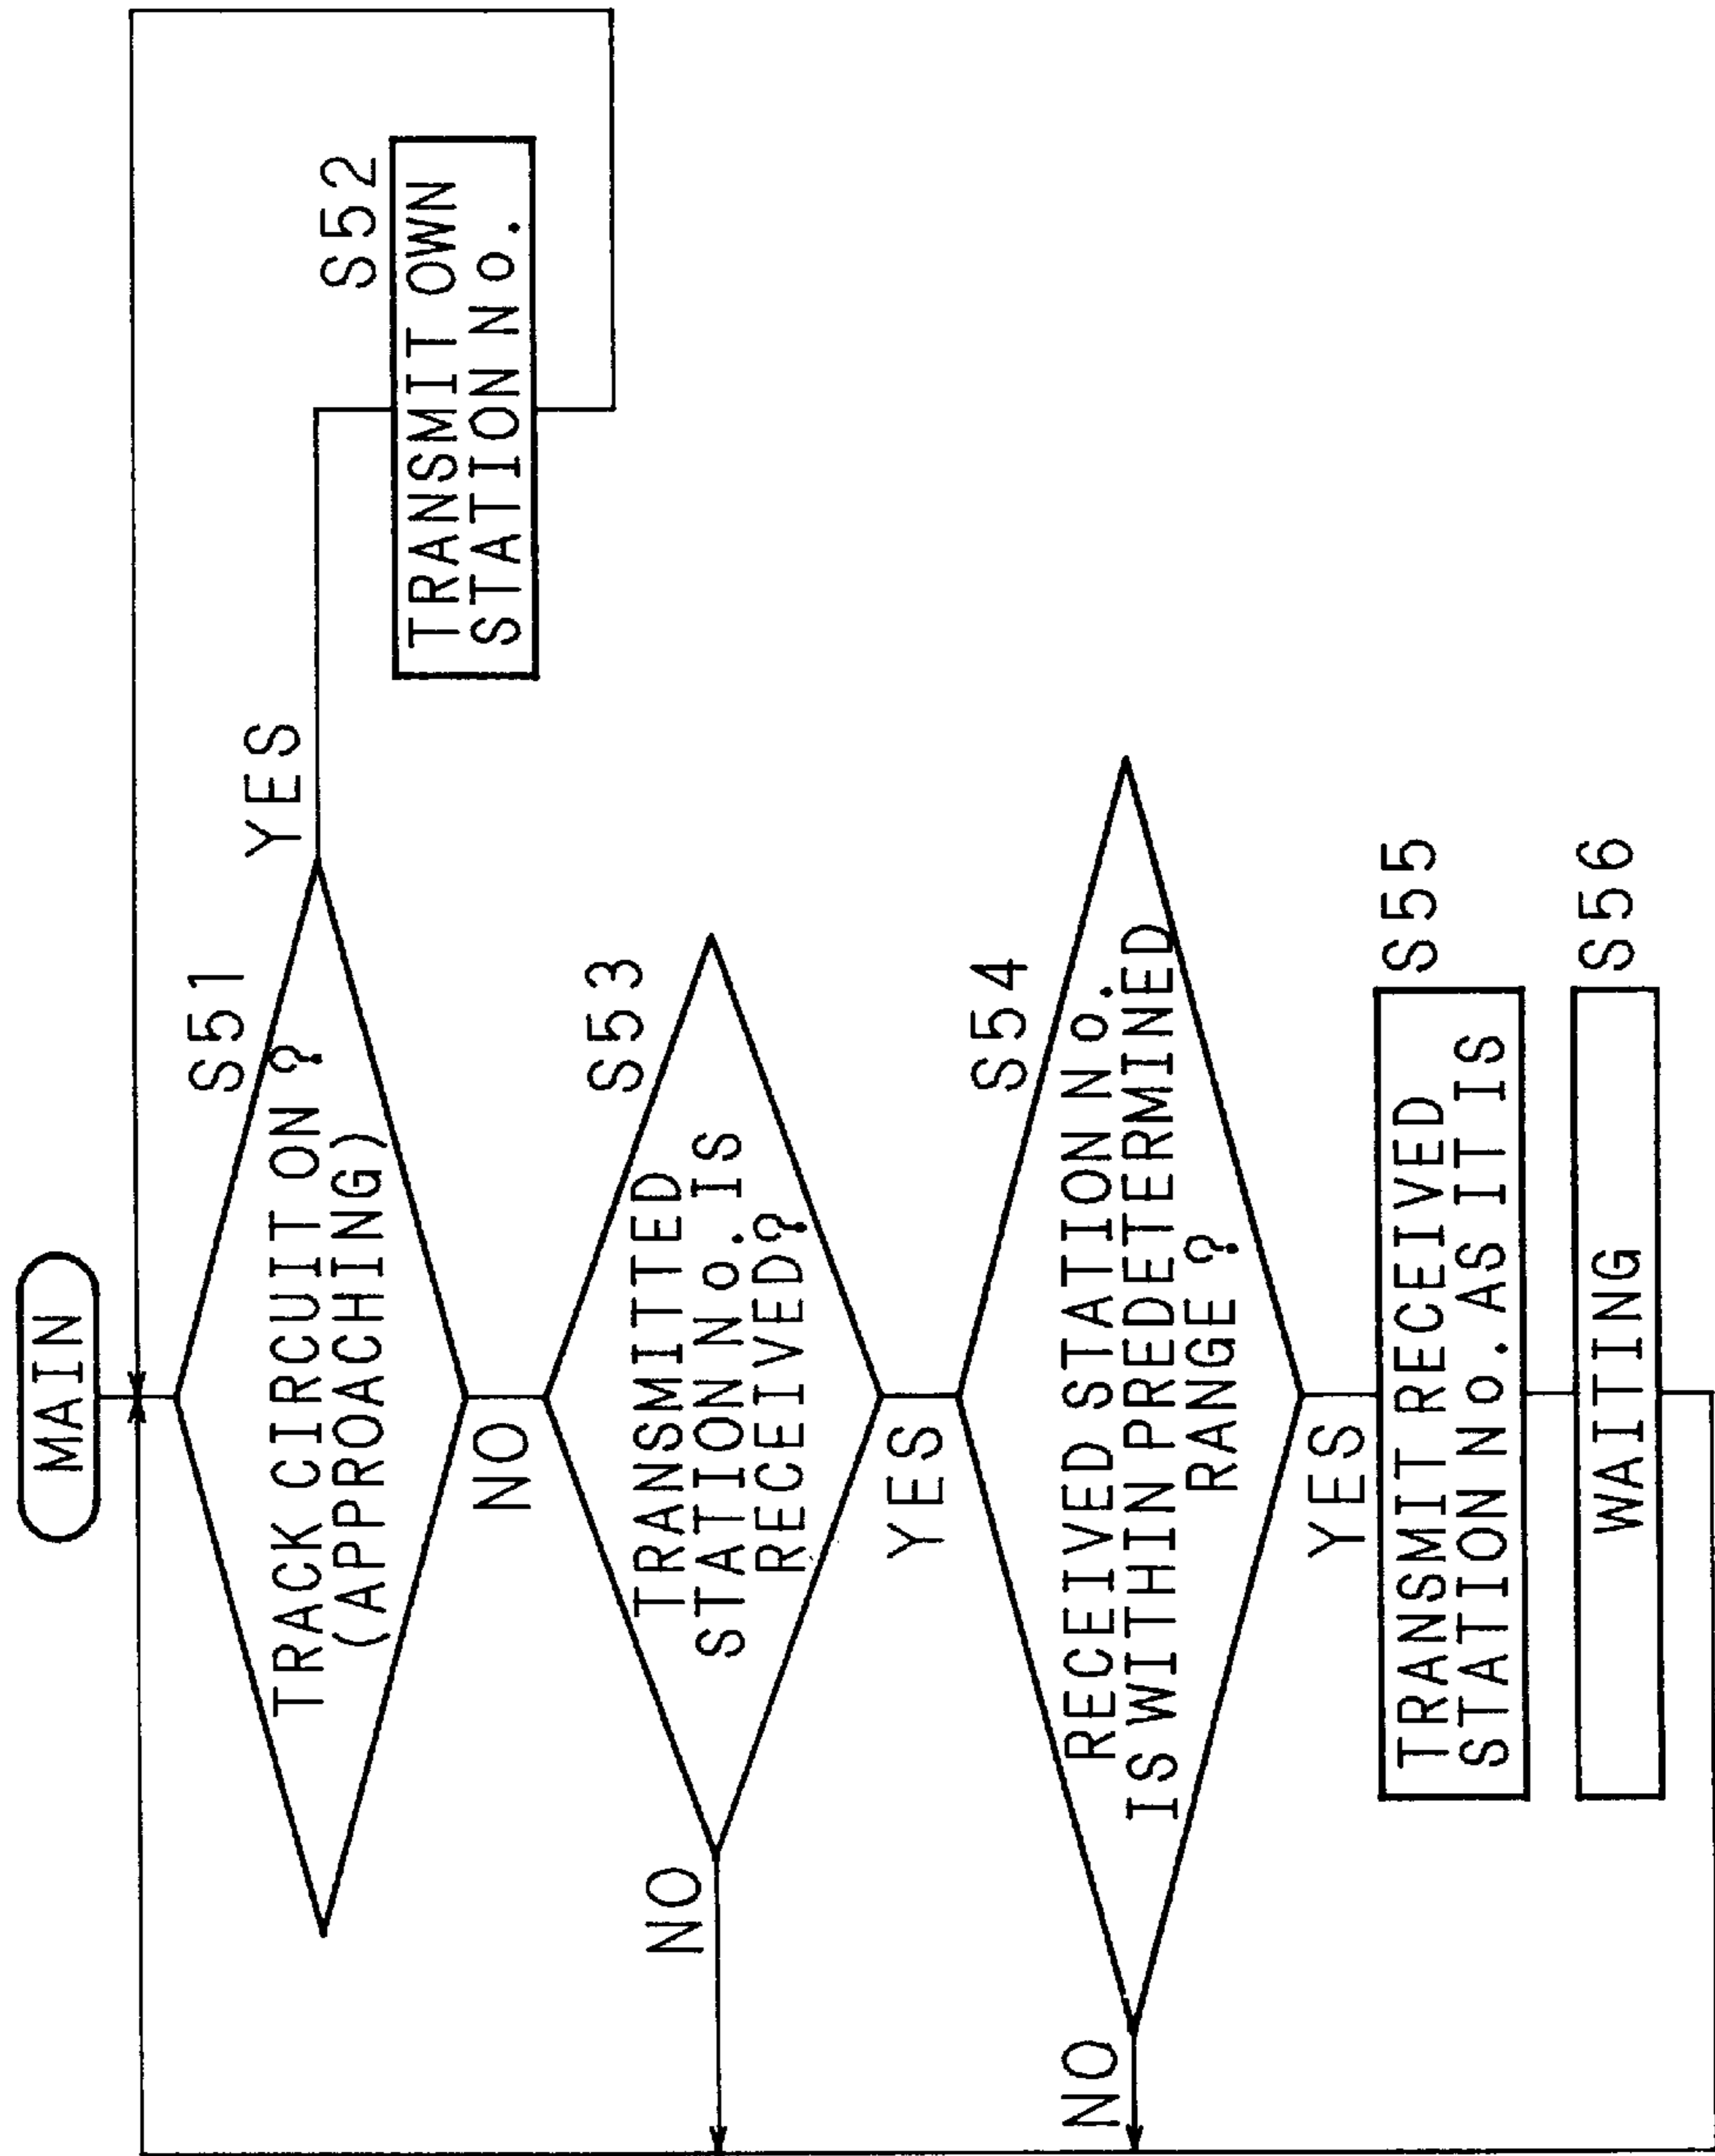 MAIN
S51
TRACK CIRCUIT ON ?
(APPROACHING)
YES
S52
TRANSMIT OWN
STATION No.
NO
S53
TRANSMITTED
STATION No. IS
RECEIVED?
NO
YES
S54
RECEIVED STATION No.
IS WITHIN PREDETERMINED
RANGE ?
NO
YES
S55
TRANSMIT RECEIVED
STATION No. AS IT IS
S56
WAITING